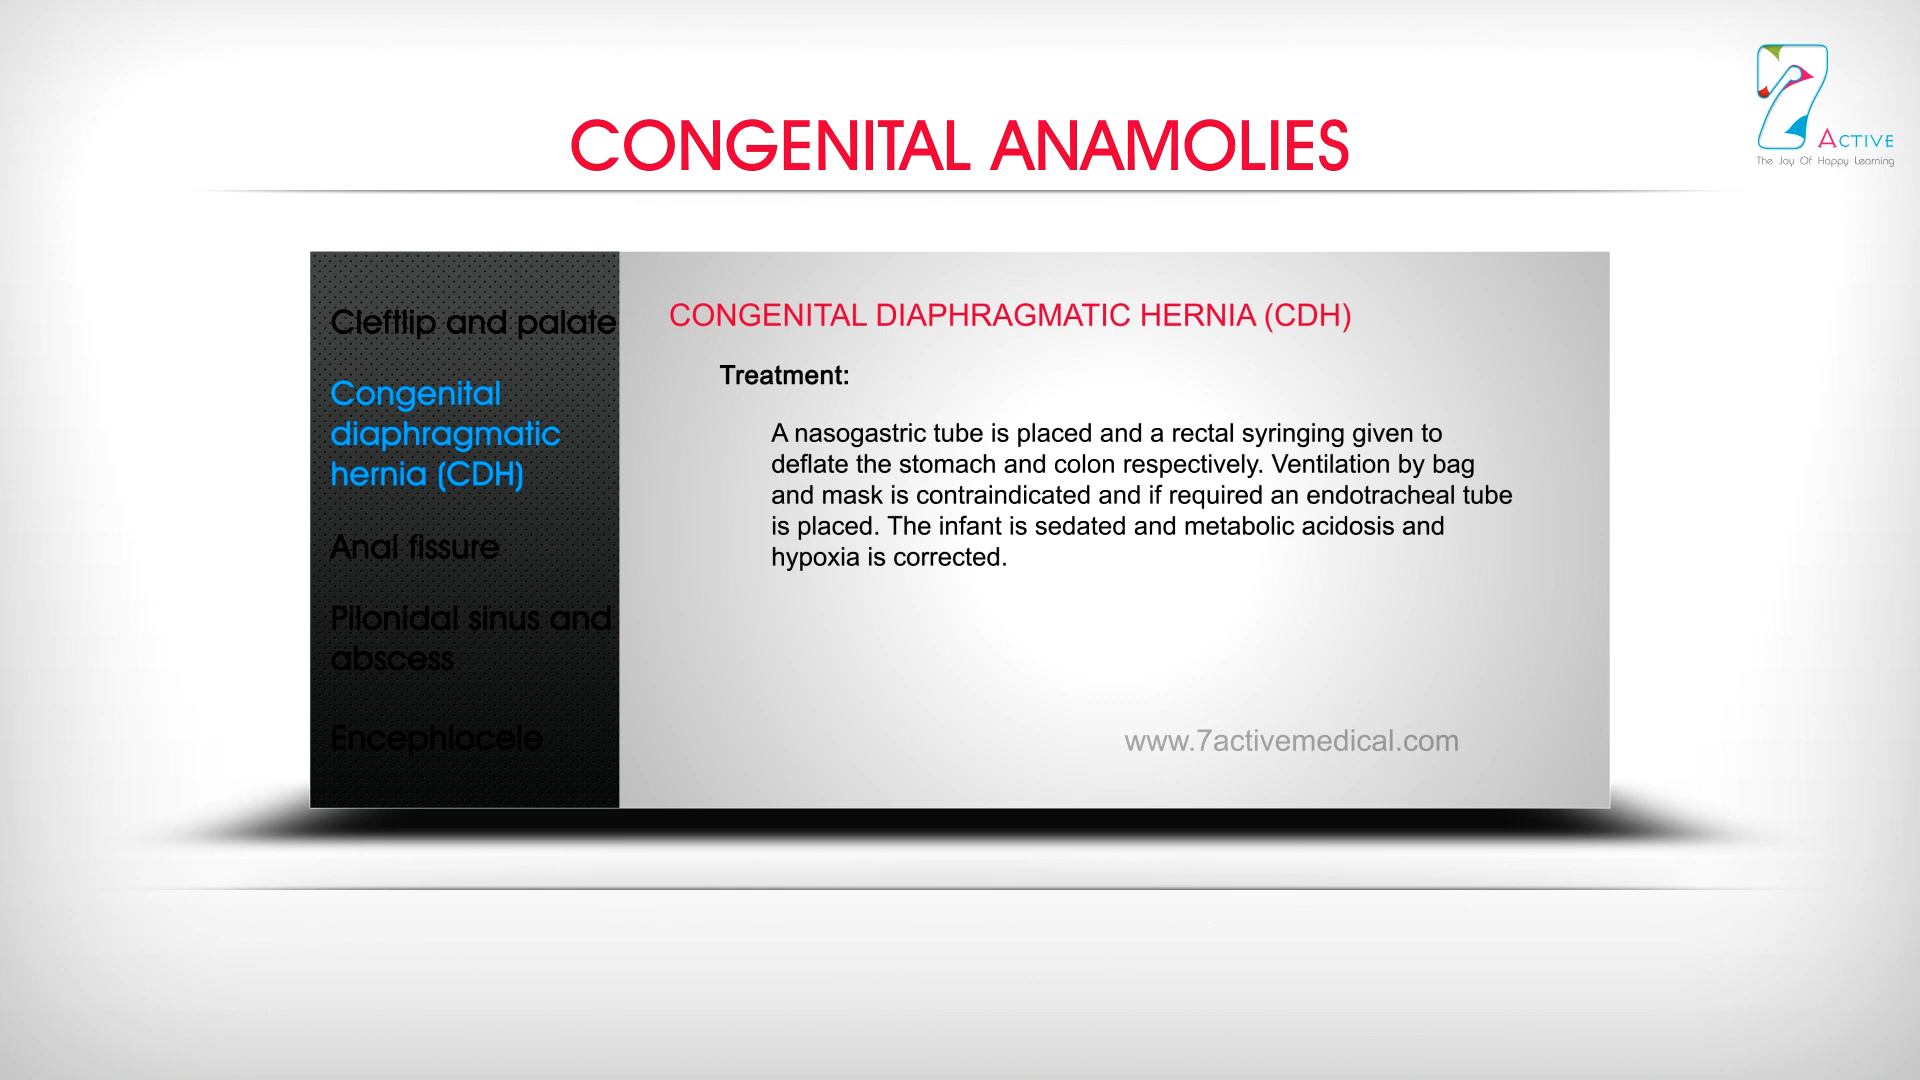 CONGENITAL ANAMOLIES
7 ACTIVE
The Joy Of Happy Learning
Cleftlip and palate
Congenital
diaphragmatic
hernia (CDH)
Anal fissure
Pilonidal sinus and
abscess
Encephlocele
CONGENITAL DIAPHRAGMATIC HERNIA (CDH)
Treatment:
A nasogastric tube is placed and a rectal syringing given to
deflate the stomach and colon respectively. Ventilation by bag
and mask is contraindicated and if required an endotracheal tube
is placed. The infant is sedated and metabolic acidosis and
hypoxia is corrected.
www.7activemedical.com